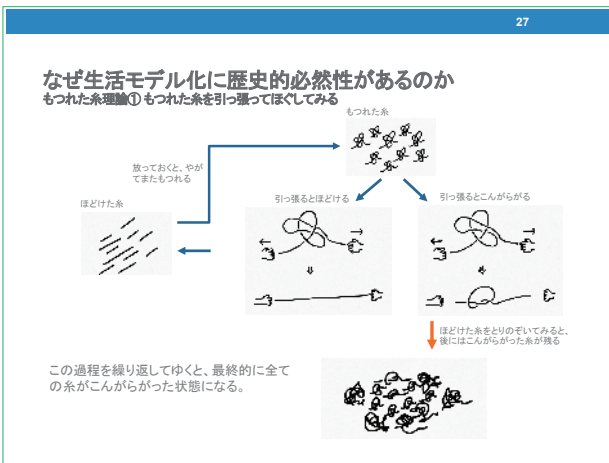 27
なぜ生活モデル化に歴史的必然性があるのか
もつれた糸理論① もつれた糸を引っ張ってほぐしてみる
もつれた糸
放っておくと、やが
てまたもつれる
ほどけた糸
引っ張るとほどける
引っ張るとこんがらがる
ほどけた糸をとりのぞいてみると、
後にはこんがらがった糸が残る
この過程を繰り返してゆくと、最終的に全て
の糸がこんがらがった状態になる。